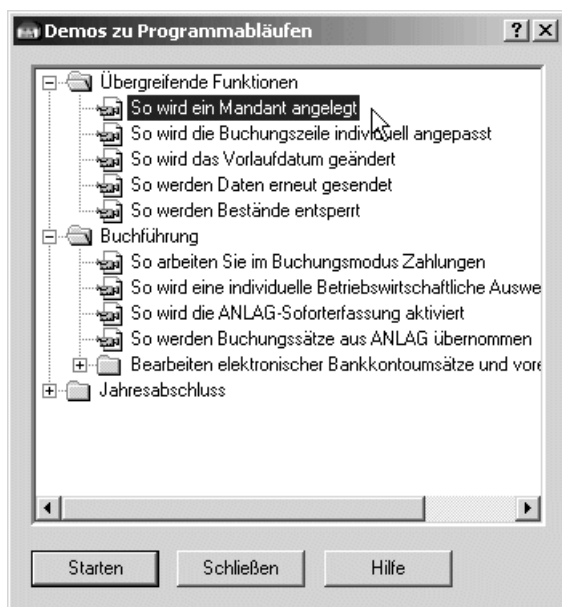 Demos zu Programmabläufen
Übergreifende Funktionen
So wird ein Mandant angelegt
So wird die Buchungszeile individuell angepasst
So wird das Vorlaufdatum geändert
So werden Daten erneut gesendet
So werden Bestände entsperrt
Buchführung
So arbeiten Sie im Buchungsmodus Zahlungen
So wird eine individuelle Betriebswirtschaftliche Auswe
So wird die ANLAG-Soforterfassung aktiviert
So werden Buchungssätze aus ANLAG übernommen
Bearbeiten elektronischer Bankkontoumsätze und vore
Jahresabschluss
Starten Schließen Hilfe